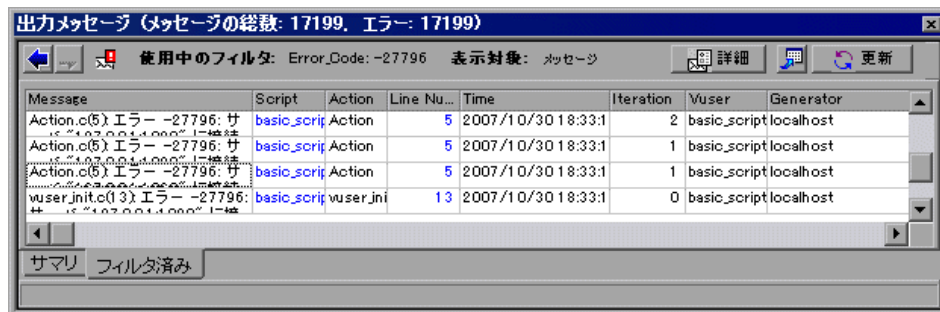 出力メッセージ (メッセージの総数: 17199, エラー: 17199)
使用中のフィルタ: Error_Code: -27796 表示対象: メッセージ 詳細 更新
Message Script Action Line Nu... Time Iteration Vuser Generator
Action.c(5): エラー -27796: サ basic_scrip Action 5 2007/10/30 18:33:1 2 basic_script localhost
Action.c(5): エラー -27796: サ basic_scrip Action 5 2007/10/30 18:33:1 1 basic_script localhost
Action.c(5): エラー -27796: サ basic_scrip Action 5 2007/10/30 18:33:1 1 basic_script localhost
vuser_init.c(13): エラー -27796: basic_scrip vuser_ini 13 2007/10/30 18:33:1 0 basic_script localhost
サマリ フィルタ済み